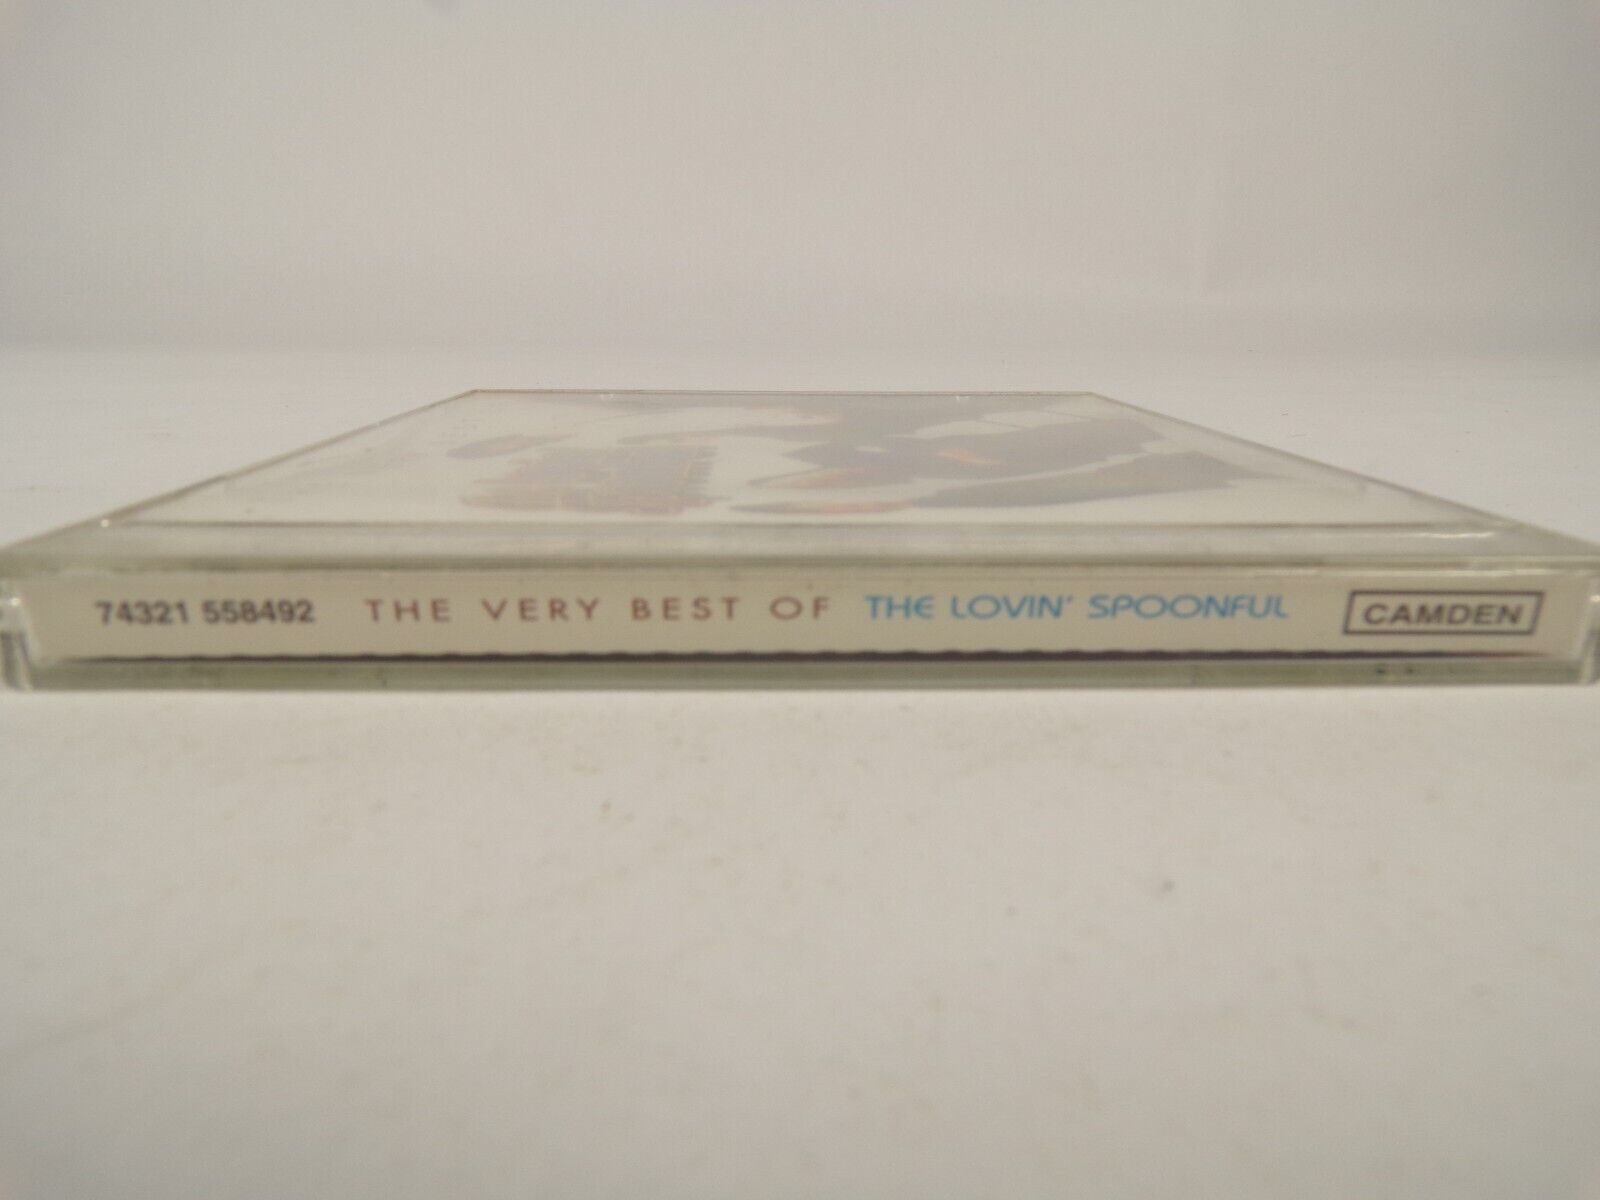 74321 558492 THE VERY BEST OF THE LOVIN' SPOONFUL CAMDEN